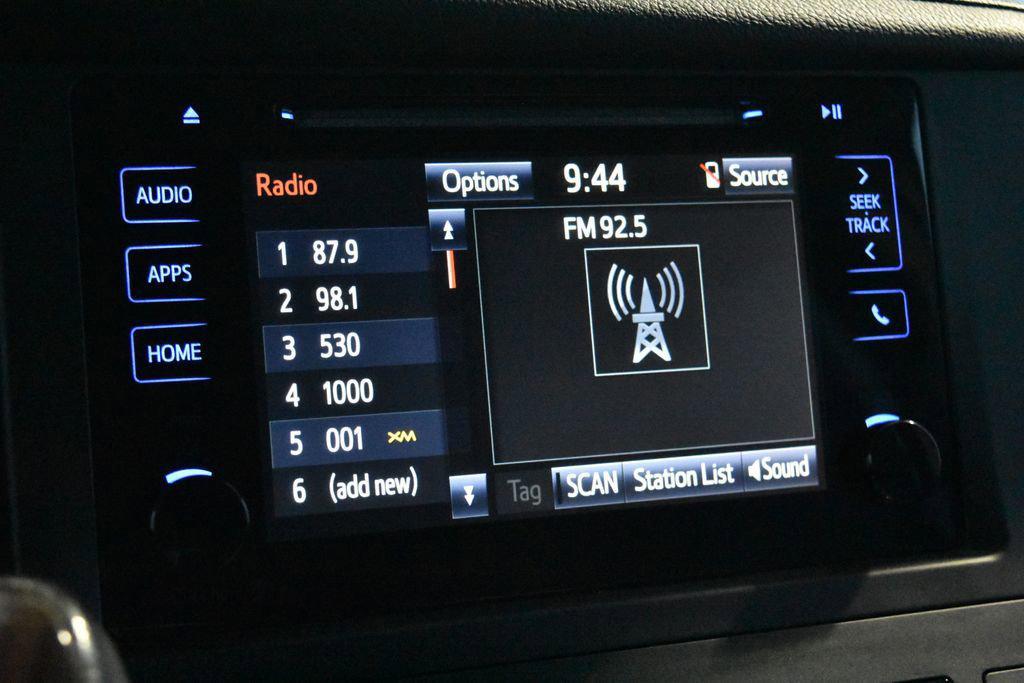 AUDIO
APPS
HOME
Radio
Options
9:44
Source
1 87.9
2 98.1
3 530
4 1000
5 001 XM
6 (add new)
FM 92.5
Tag
SCAN
Station List
Sound
SEEK
TRACK